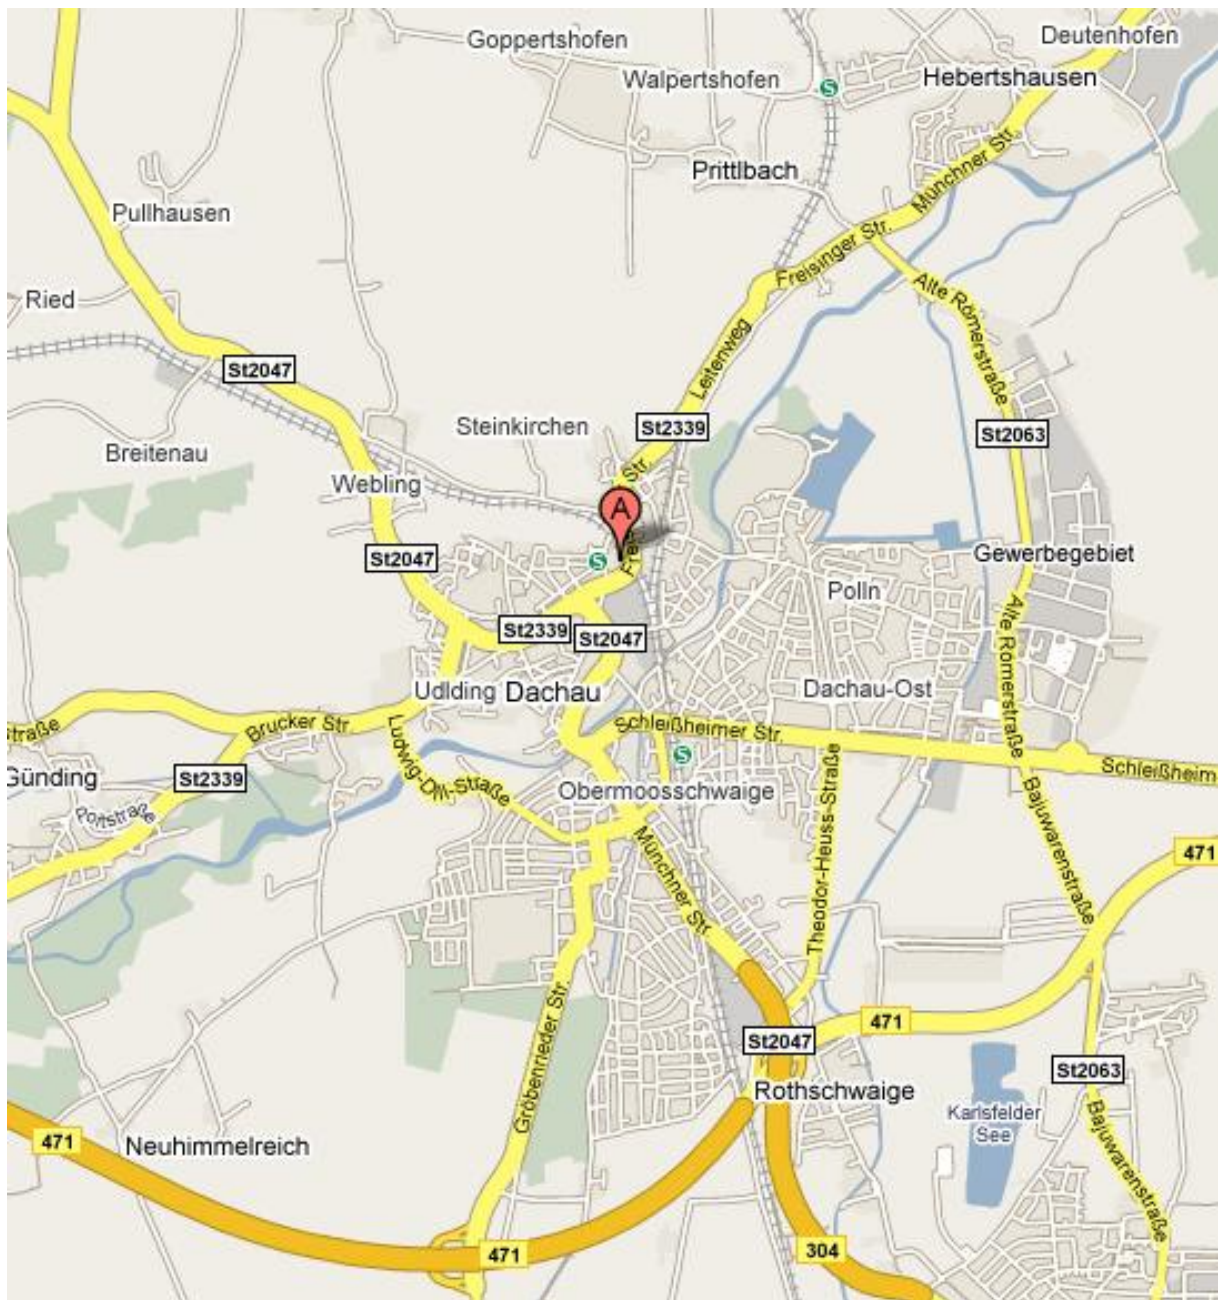 Goppertshofen
Deutenhofen
Walpertshofen
Hebertshausen
S
Prittlbach
Münchner Str.
Pullhausen
Freisinger Str.
Ried
Alte Römerstraße
Leitenweg
St2047
Steinkirchen
St2339
St2063
Breitenau
Str.
Webling
A
Freis
St2047
S
Gewerbegebiet
Polln
Alte Römerstraße
St2339
St2047
Udlding
Dachau
Dachau-Ost
straße
Brucker Str.
Ludwig-Dill-Straße
Schleißheimer Str.
S
Günding
St2339
Schleißheim
Obermoosschwaige
Theodor-Heuss-Straße
Bajuwarenstraße
Münchner Str.
471
Gröbenrieder Str.
471
St2047
St2063
Rothschwaige
Karlsfelder
See
Bajuwarenstraße
471
Neuhimmelreich
471
304